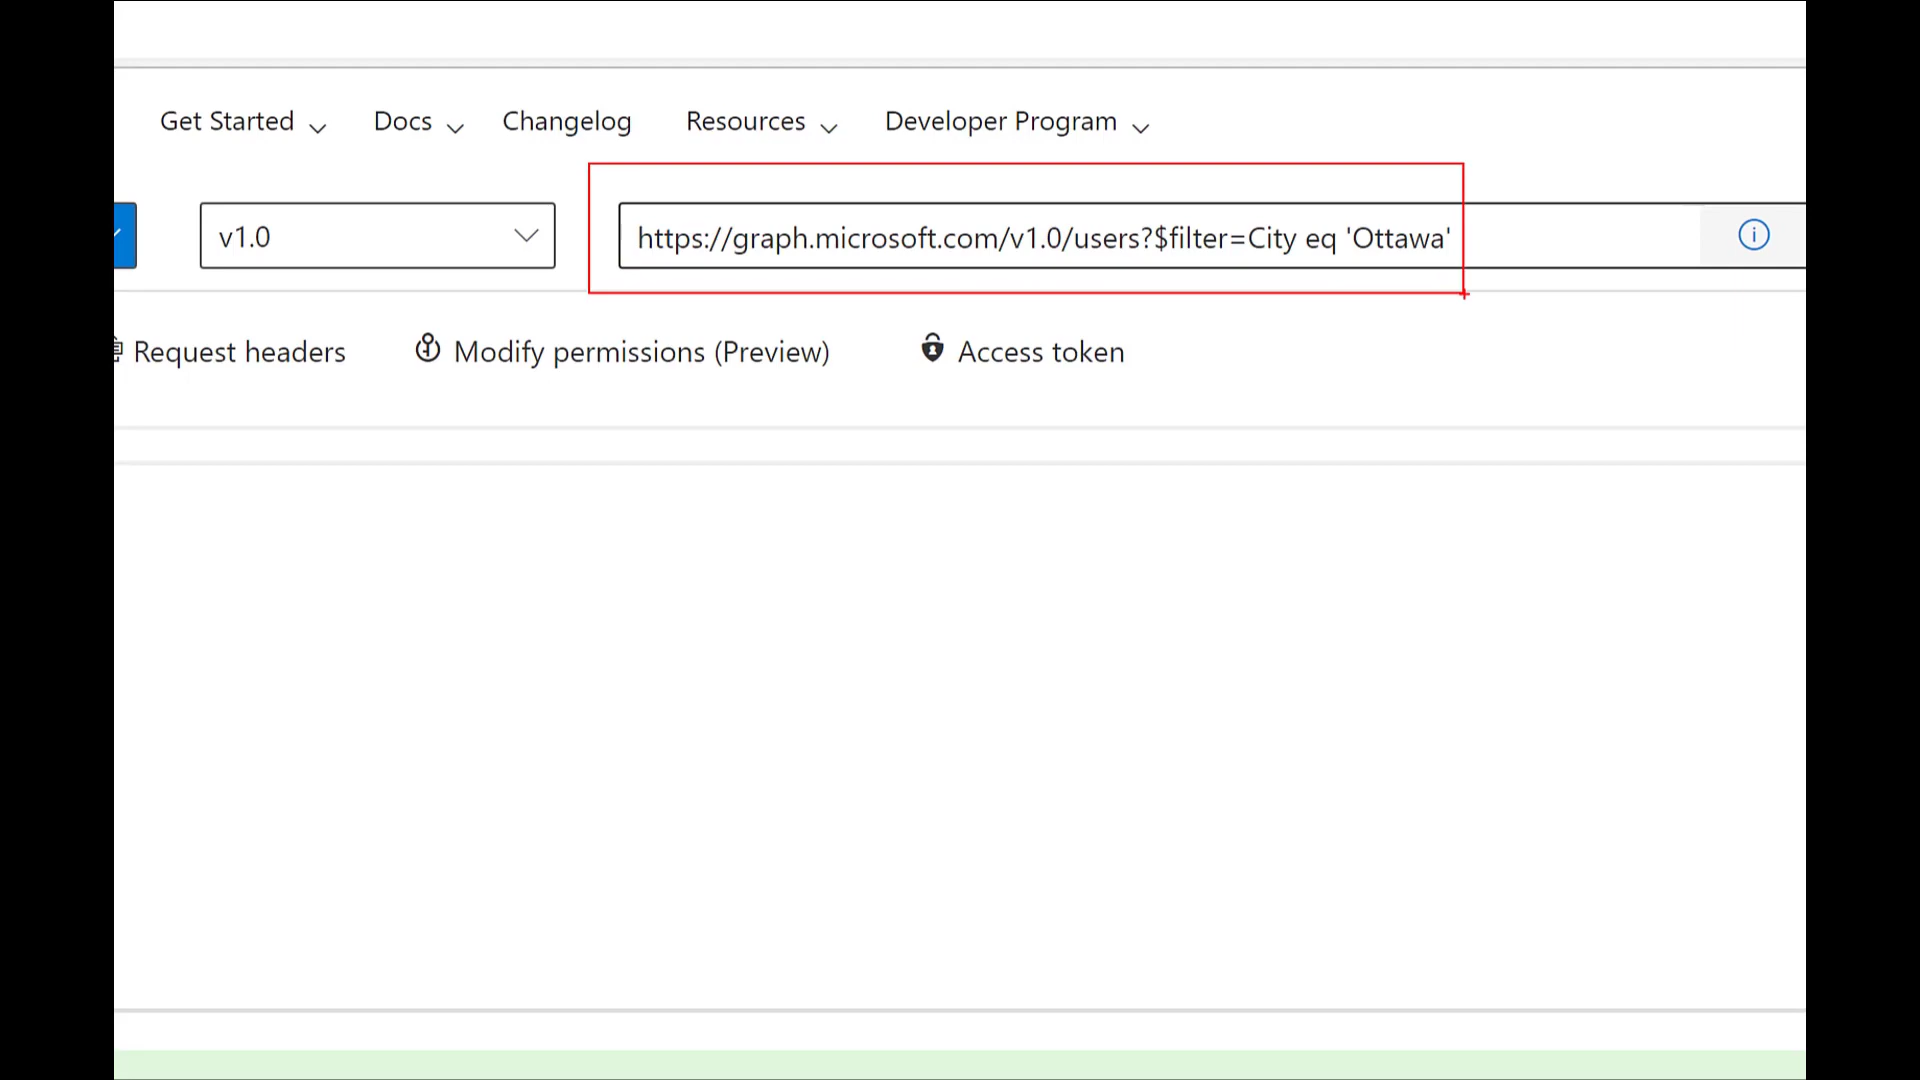 Get Started Docs Changelog Resources Developer Program
v1.0 https://graph.microsoft.com/v1.0/users?$filter=City eq 'Ottawa'
Request headers Modify permissions (Preview) Access token